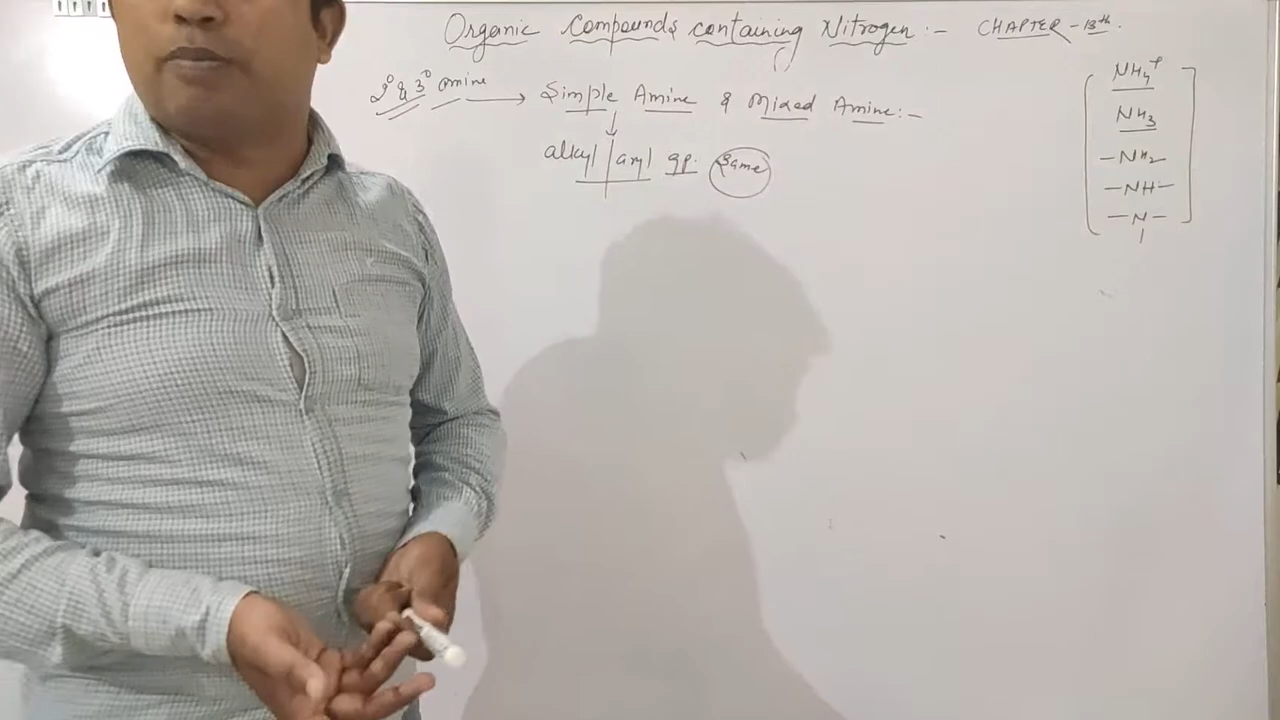 Organic Compounds containing Nitrogen :- CHAPTER - 13th.
2° & 3° amine → Simple Amine & Mixed Amine :-
alkyl | aryl gp. Same
NH4+
NH3
-NH2
-NH-
-N-